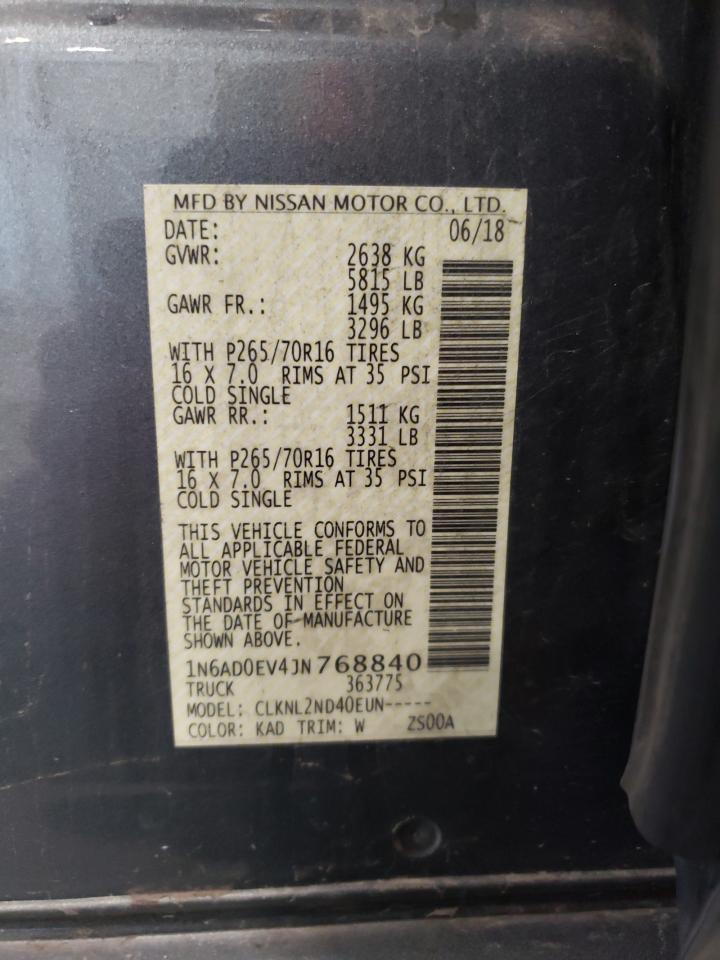 MFD BY NISSAN MOTOR CO., LTD.
DATE: 06/18
GVWR: 2638 KG
5815 LB
GAWR FR.: 1495 KG
3296 LB
WITH P265/70R16 TIRES
16 X 7.0 RIMS AT 35 PSI
COLD SINGLE
GAWR RR.: 1511 KG
3331 LB
WITH P265/70R16 TIRES
16 X 7.0 RIMS AT 35 PSI
COLD SINGLE
THIS VEHICLE CONFORMS TO
ALL APPLICABLE FEDERAL
MOTOR VEHICLE SAFETY AND
THEFT PREVENTION
STANDARDS IN EFFECT ON
THE DATE OF MANUFACTURE
SHOWN ABOVE.
1N6AD0EV4JN768840
TRUCK 363775
MODEL: CLKNL2ND40EUN-----
COLOR: KAD TRIM: W ZS00A